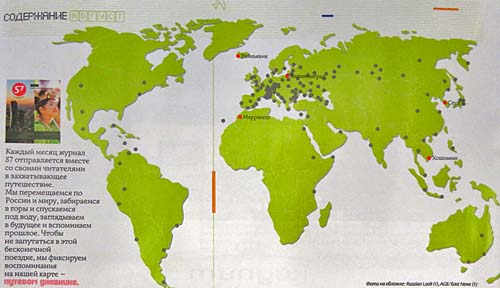 СОДЕРЖАНИЕ АВГУСТ
Рейкьявик
Калининград
Сеул
Марракеш
Хошимин
S7
Каждый месяц журнал
S7 отправляется вместе
со своими читателями
в захватывающее
путешествие.
Мы перемещаемся по
России и миру, забираемся
в горы и спускаемся
под воду, заглядываем
в будущее и вспоминаем
прошлое. Чтобы
не запутаться в этой
бесконечной
поездке, мы фиксируем
воспоминания
на нашей карте –
путевом дневнике.
Фото на обложке: Russian Look (1), AGE/East News (1)